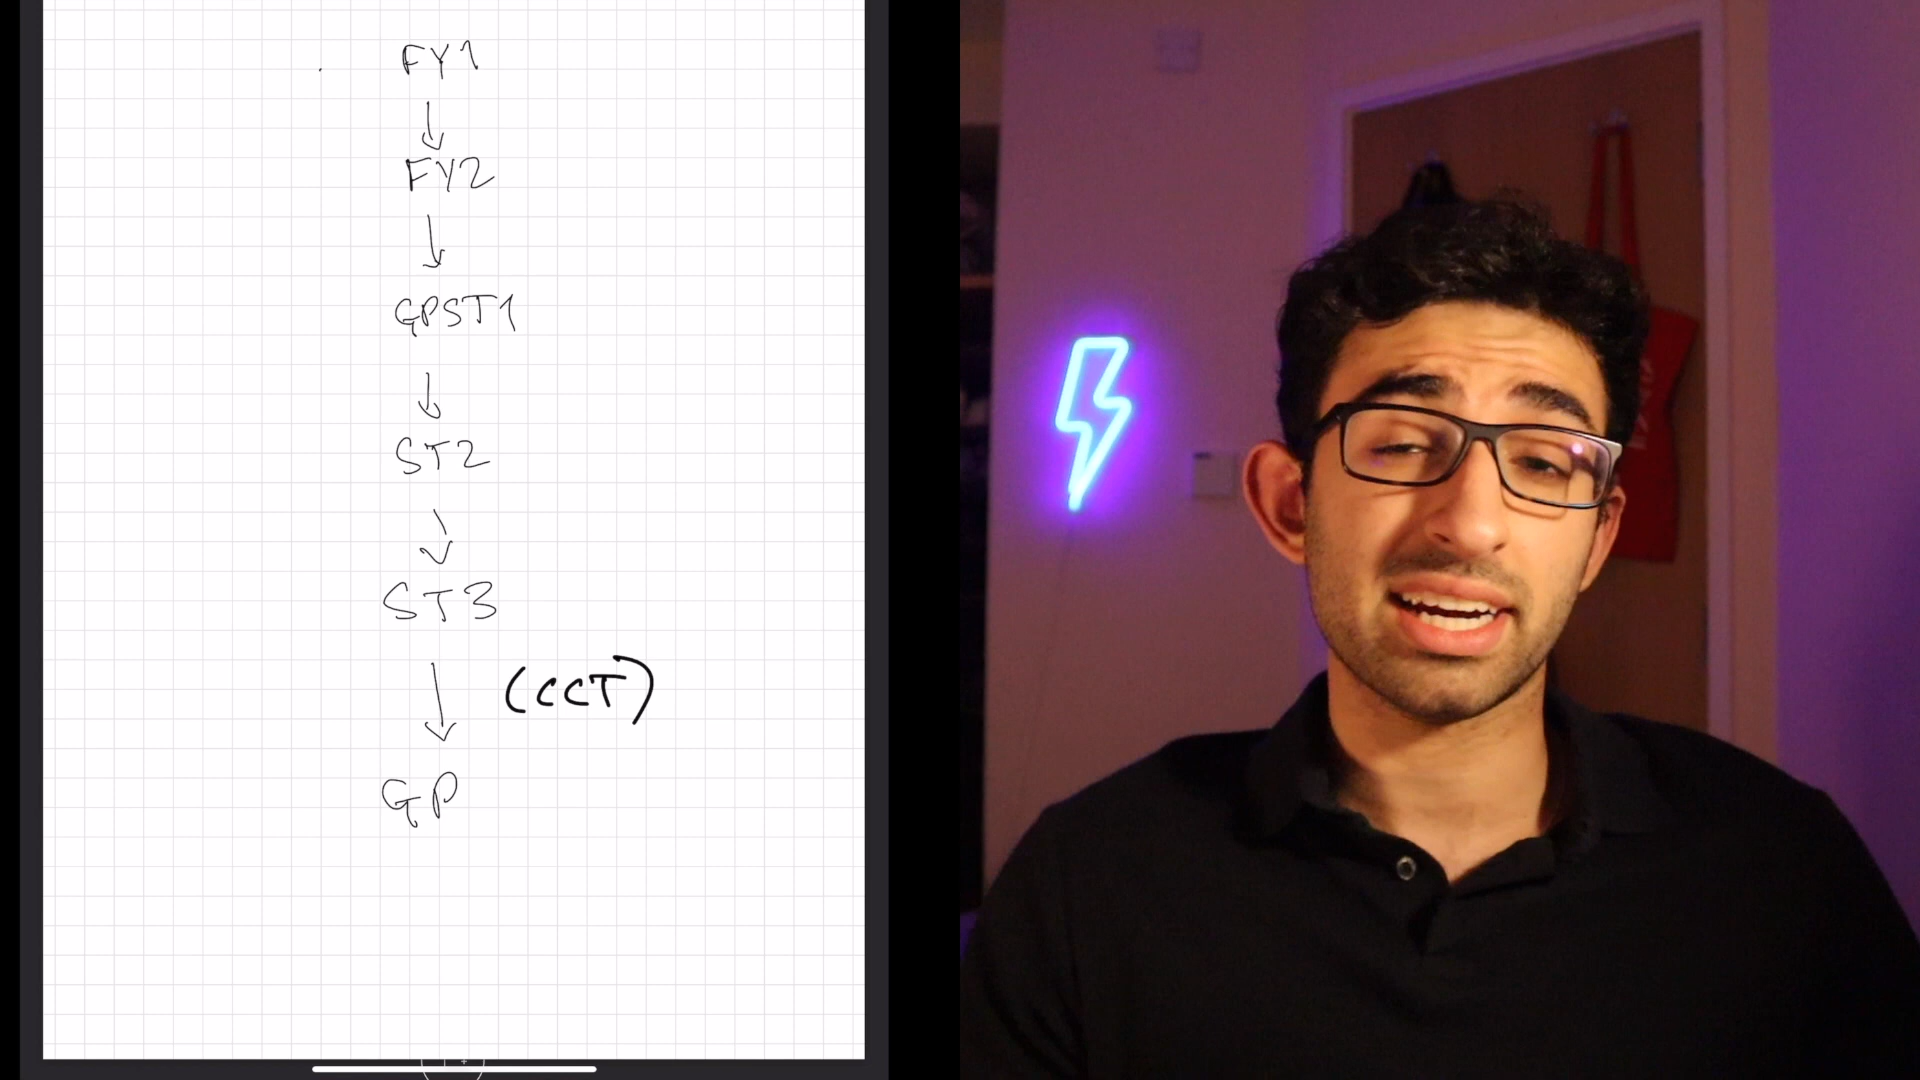 FY1
↓
FY2
↓
GPST1
↓
ST2
↓
ST3
↓ (CCT)
GP